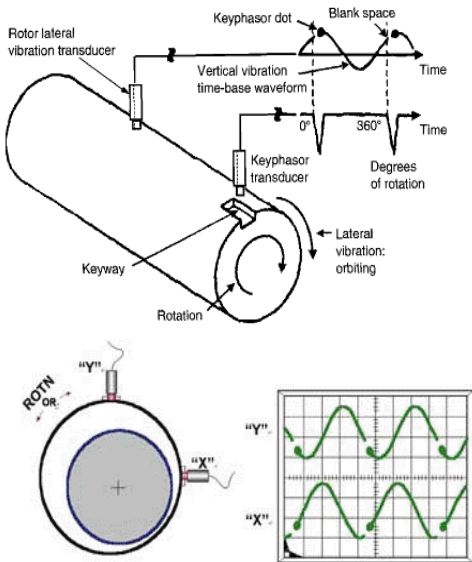 Keyphasor dot
Blank space
Rotor lateral
vibration transducer
Time
Vertical vibration
time-base waveform
0°
360°
Time
Keyphasor
transducer
Degrees
of rotation
Keyway
Lateral
vibration:
orbiting
Rotation
"Y"
ROTN
OR
"X"
"Y"
"X"